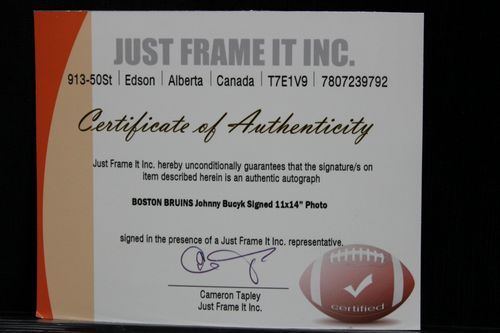 JUST FRAME IT INC.
913-50St | Edson | Alberta | Canada | T7E1V9 | 7807239792
Certificate of Authenticity
Just Frame It Inc. hereby unconditionally guarantees that the signature/s on
item described herein is an authentic autograph
BOSTON BRUINS Johnny Bucyk Signed 11x14" Photo
signed in the presence of a Just Frame It Inc. representative.
Cameron Tapley
Just Frame It Inc.
certified